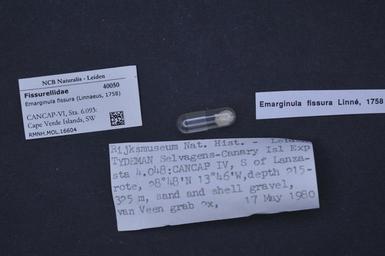 NCB Naturalis - Leiden
Fissurellidae 40050
Emarginula fissura (Linnaeus, 1758)
CANCAP-VI, Sta. 6.093:
Cape Verde Islands, SW
RMNH.MOL.16604
Emarginula fissura Linné, 1758
Rijksmuseum Nat. Hist. -
TYDEMAN Selvagens-Canary Isl Exp
sta 4.048:CANCAP IV, S of Lanza-
rote, 28°48'N 13°46'W,depth 215-
325 m, sand and shell gravel,
van Veen grab 2x, 17 May 1980